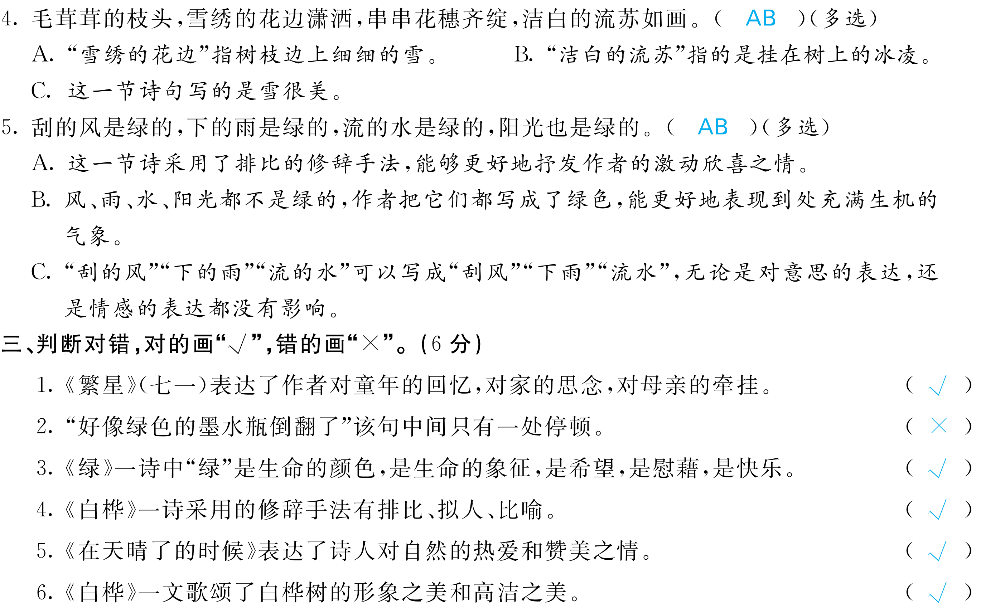 4. 毛茸茸的枝头,雪绣的花边潇洒,串串花穗齐绽,洁白的流苏如画。( AB )(多选)
A. “雪绣的花边”指树枝边上细细的雪。 B. “洁白的流苏”指的是挂在树上的冰凌。
C. 这一节诗句写的是雪很美。
5. 刮的风是绿的,下的雨是绿的,流的水是绿的,阳光也是绿的。( AB )(多选)
A. 这一节诗采用了排比的修辞手法,能够更好地抒发作者的激动欣喜之情。
B. 风、雨、水、阳光都不是绿的,作者把它们都写成了绿色,能更好地表现到处充满生机的
气象。
C. “刮的风”“下的雨”“流的水”可以写成“刮风”“下雨”“流水”,无论是对意思的表达,还
是情感的表达都没有影响。
三、判断对错,对的画“√”,错的画“×”。(6 分)
1.《繁星》(七一)表达了作者对童年的回忆,对家的思念,对母亲的牵挂。 ( √ )
2. “好像绿色的墨水瓶倒翻了”该句中间只有一处停顿。 ( × )
3.《绿》一诗中“绿”是生命的颜色,是生命的象征,是希望,是慰藉,是快乐。 ( √ )
4.《白桦》一诗采用的修辞手法有排比、拟人、比喻。 ( √ )
5.《在天晴了的时候》表达了诗人对自然的热爱和赞美之情。 ( √ )
6.《白桦》一文歌颂了白桦树的形象之美和高洁之美。 ( √ )